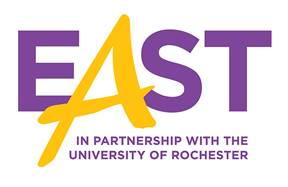 EAST
IN PARTNERSHIP WITH THE
UNIVERSITY OF ROCHESTER